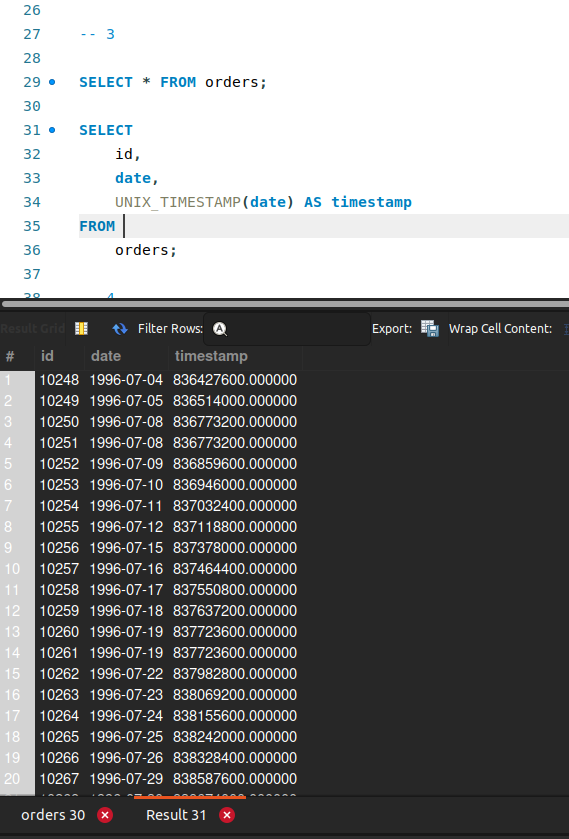 26
27 -- 3
28
29 SELECT * FROM orders;
30
31 SELECT
32 id,
33 date,
34 UNIX_TIMESTAMP(date) AS timestamp
35 FROM
36 orders;
37
38 4
Result Grid Filter Rows: A Export: Wrap Cell Content:
# id date timestamp
1 10248 1996-07-04 836427600.000000
2 10249 1996-07-05 836514000.000000
3 10250 1996-07-08 836773200.000000
4 10251 1996-07-08 836773200.000000
5 10252 1996-07-09 836859600.000000
6 10253 1996-07-10 836946000.000000
7 10254 1996-07-11 837032400.000000
8 10255 1996-07-12 837118800.000000
9 10256 1996-07-15 837378000.000000
10 10257 1996-07-16 837464400.000000
11 10258 1996-07-17 837550800.000000
12 10259 1996-07-18 837637200.000000
13 10260 1996-07-19 837723600.000000
14 10261 1996-07-19 837723600.000000
15 10262 1996-07-22 837982800.000000
16 10263 1996-07-23 838069200.000000
17 10264 1996-07-24 838155600.000000
18 10265 1996-07-25 838242000.000000
19 10266 1996-07-26 838328400.000000
20 10267 1996-07-29 838587600.000000
orders 30 Result 31